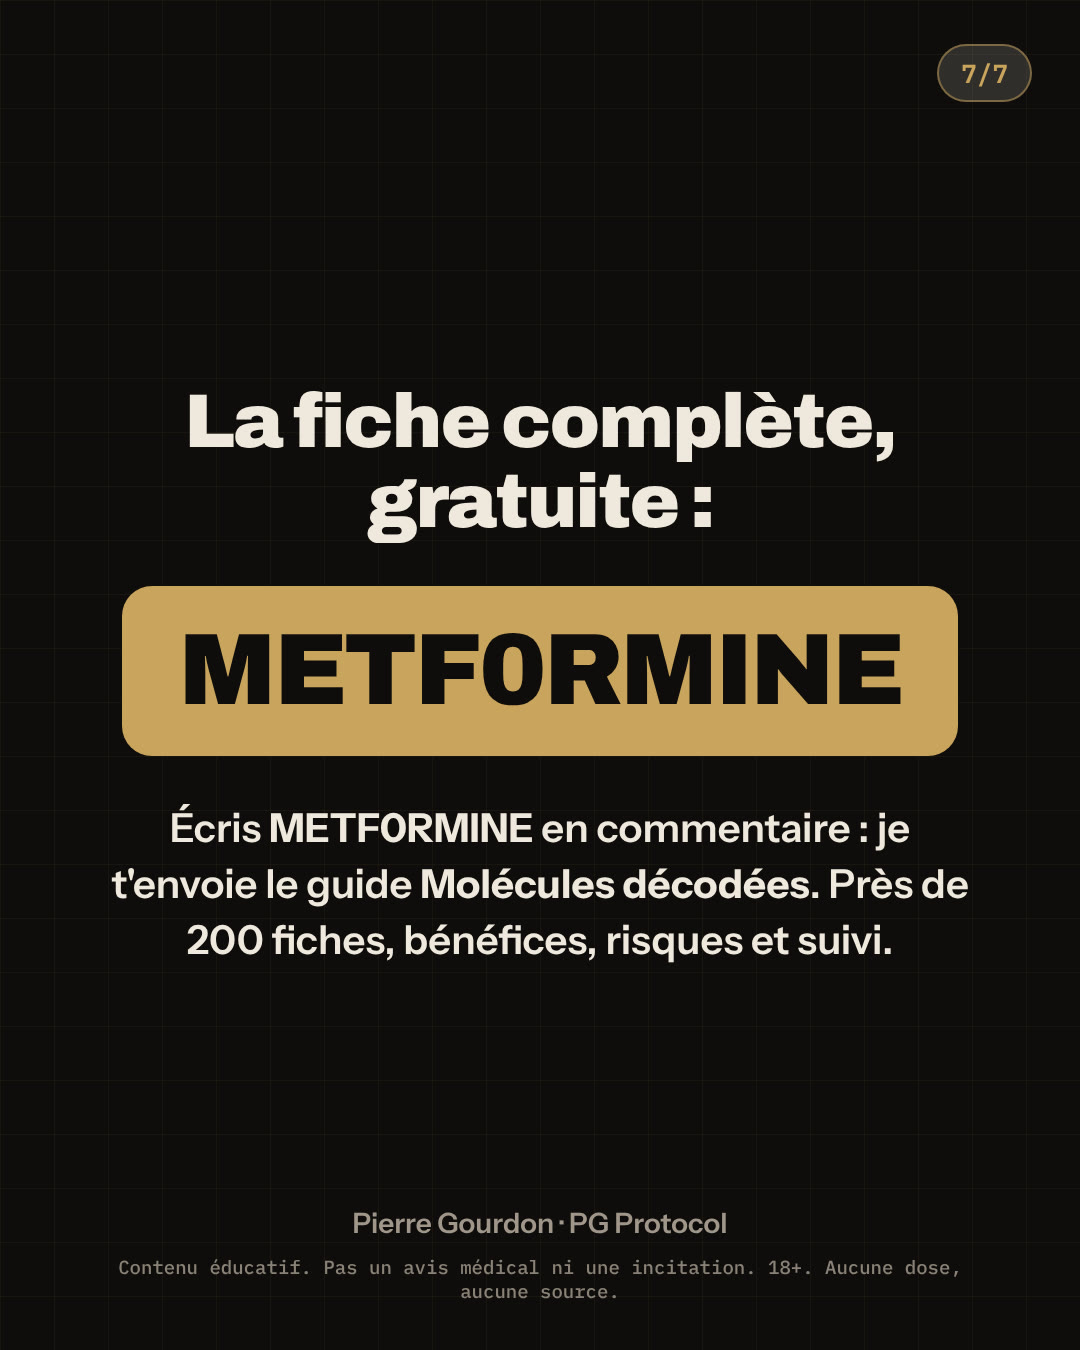 7/7
La fiche complète,
gratuite :
METF0RMINE
Écris METF0RMINE en commentaire : je
t'envoie le guide Molécules décodées. Près de
200 fiches, bénéfices, risques et suivi.
Pierre Gourdon · PG Protocol
Contenu éducatif. Pas un avis médical ni une incitation. 18+. Aucune dose,
aucune source.